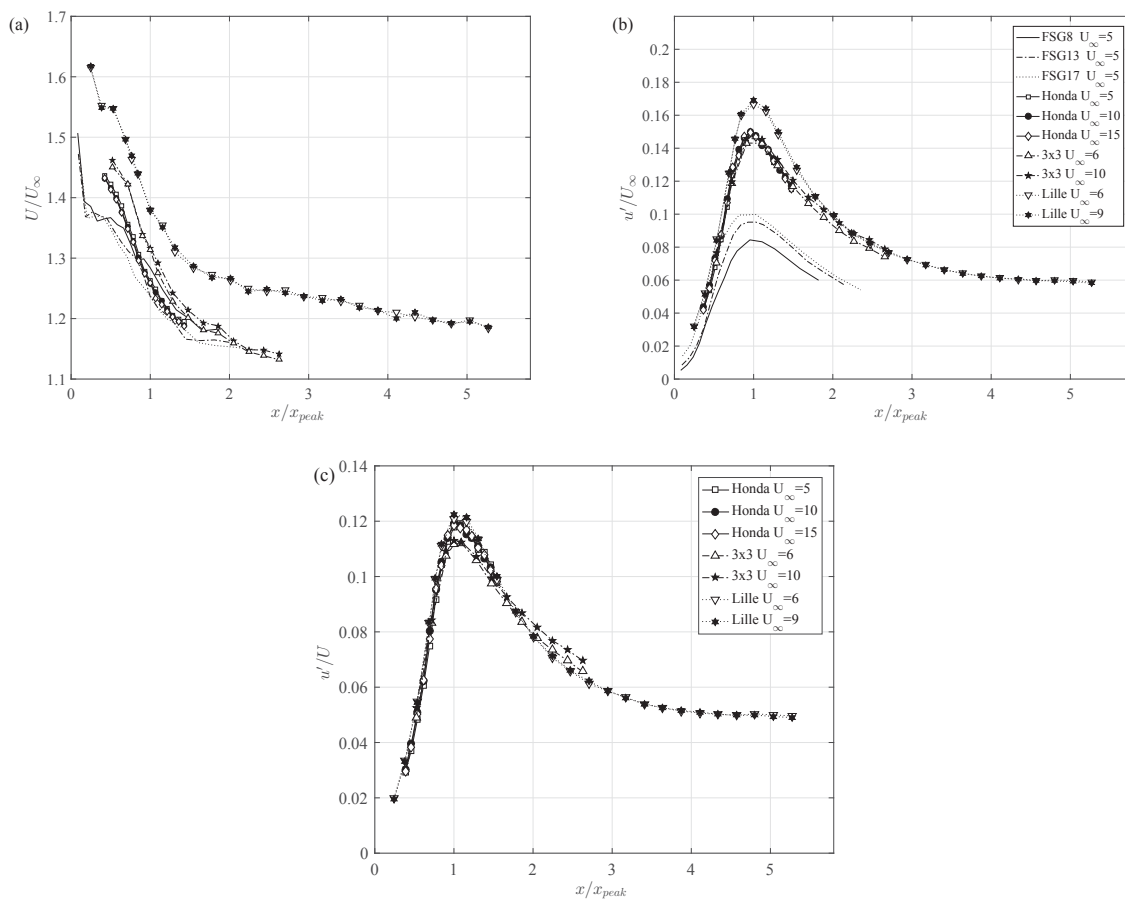 (a)
1.7
1.6
1.5
1.4
1.3
1.2
1.1
U/U∞
0 1 2 3 4 5
x/x_peak
(b)
0.2
0.18
0.16
0.14
0.12
0.1
0.08
0.06
0.04
0.02
0
u'/U∞
0 1 2 3 4 5
x/x_peak
FSG8 U∞=5
FSG13 U∞=5
FSG17 U∞=5
Honda U∞=5
Honda U∞=10
Honda U∞=15
3x3 U∞=6
3x3 U∞=10
Lille U∞=6
Lille U∞=9
(c)
0.14
0.12
0.1
0.08
0.06
0.04
0.02
0
u'/U
0 1 2 3 4 5
x/x_peak
Honda U∞=5
Honda U∞=10
Honda U∞=15
3x3 U∞=6
3x3 U∞=10
Lille U∞=6
Lille U∞=9